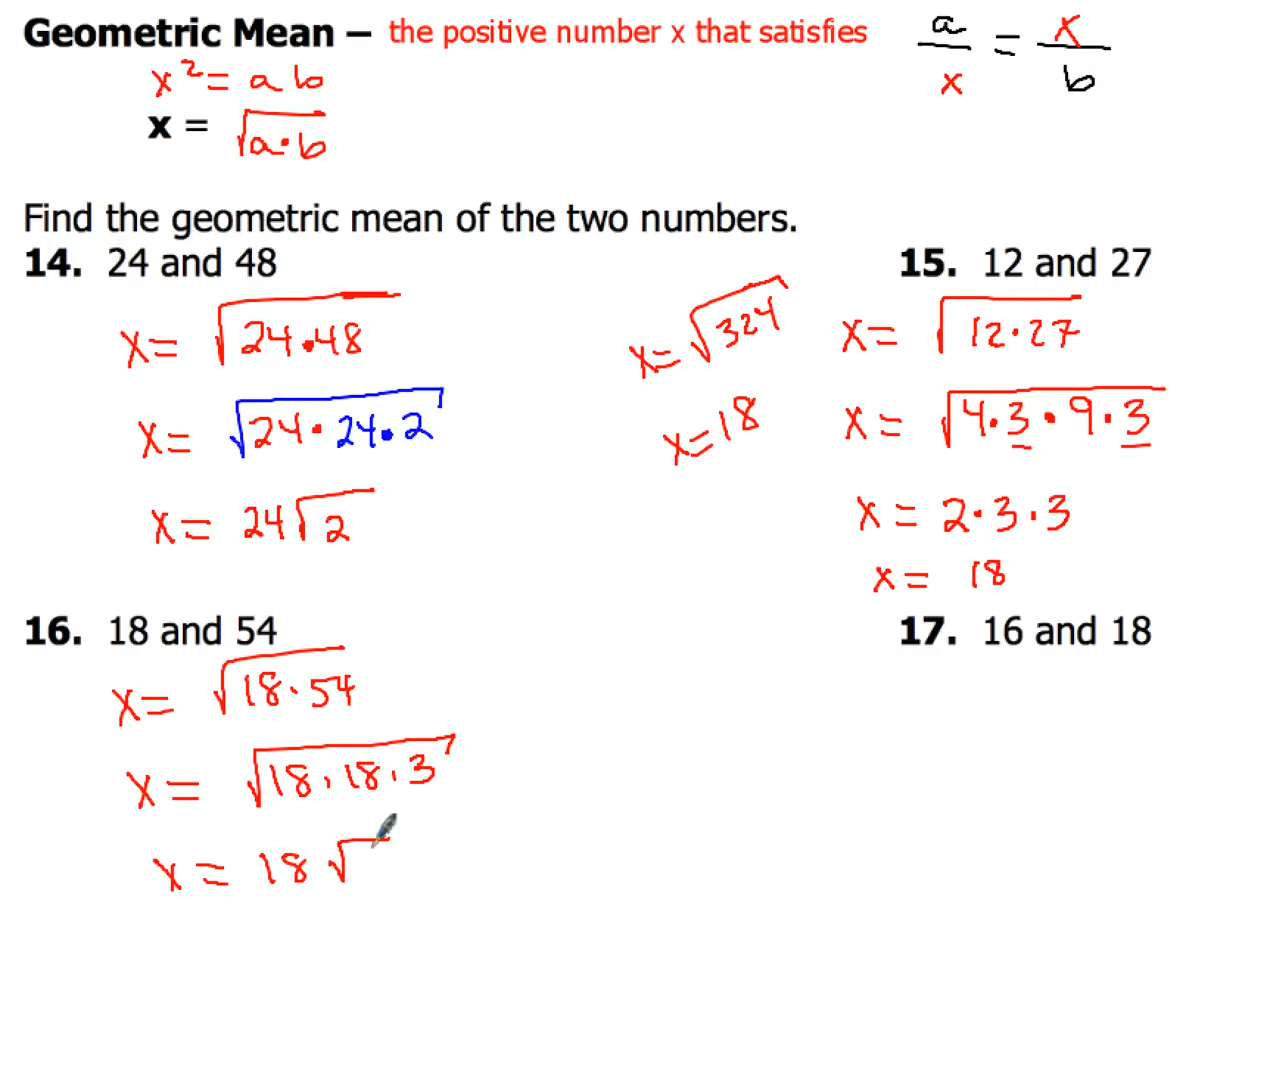 Geometric Mean – the positive number x that satisfies a/x = x/b
x² = ab
x = √a·b
Find the geometric mean of the two numbers.
14. 24 and 48
x = √24·48
x = √24·24·2
x = 24√2
x = √324
x = 18
15. 12 and 27
x = √12·27
x = √4·3·9·3
x = 2·3·3
x = 18
16. 18 and 54
x = √18·54
x = √18·18·3
x = 18√
17. 16 and 18